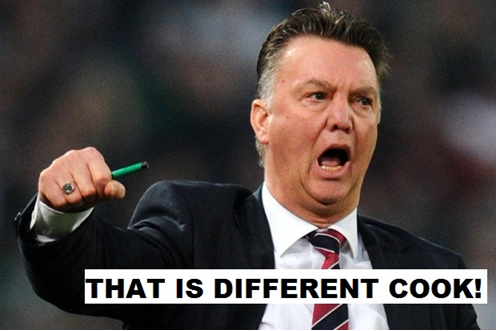 THAT IS DIFFERENT COOK!